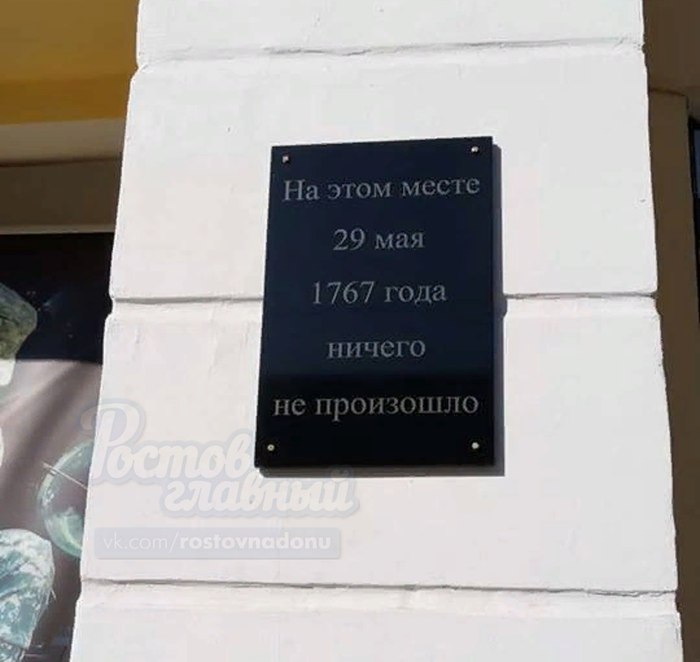 На этом месте
29 мая
1767 года
ничего
не произошло
Ростов
главный
vk.com/rostovnadonu